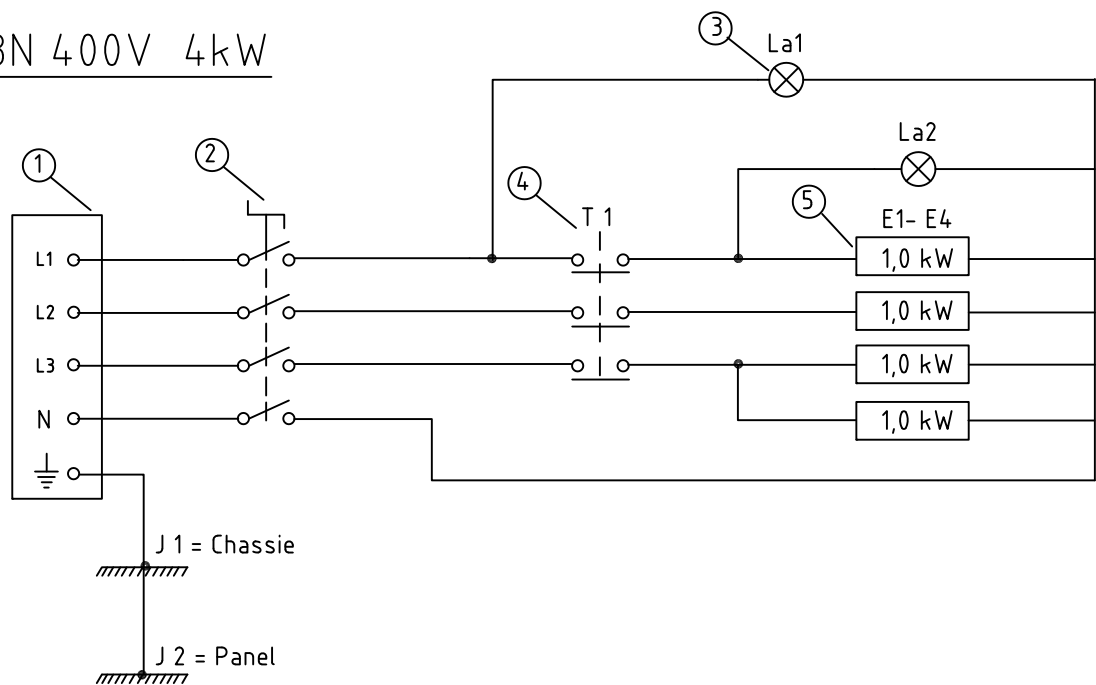 3N 400V 4kW
3
La1
La2
1
2
4
T 1
5
E1- E4
L1
1,0 kW
L2
1,0 kW
L3
1,0 kW
N
1,0 kW
J 1 = Chassie
J 2 = Panel